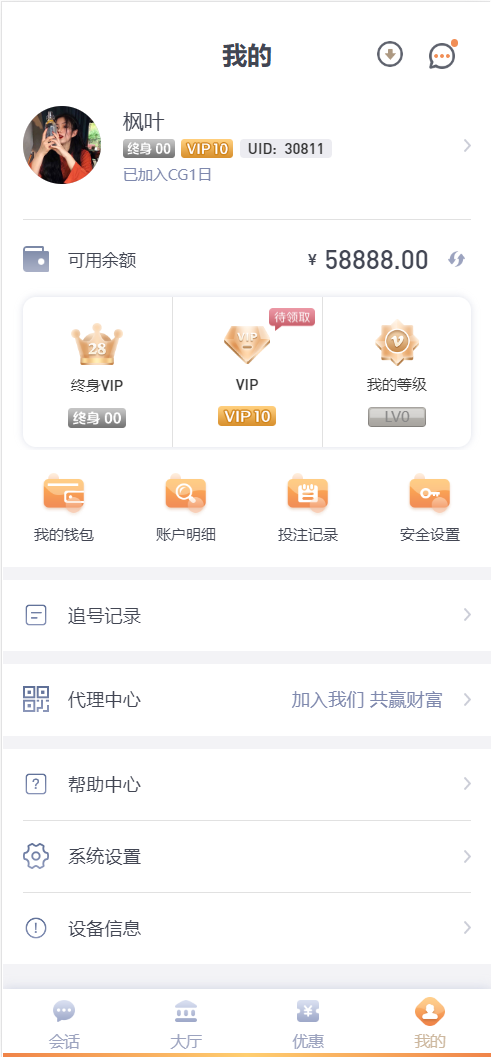 我的
枫叶
终身 00 VIP 10 UID: 30811
已加入CG1日
可用余额 ¥ 58888.00
待领取
28 VIP V
终身VIP VIP 我的等级
终身 00 VIP 10 LV0
我的钱包 账户明细 投注记录 安全设置
追号记录
代理中心 加入我们 共赢财富
帮助中心
系统设置
设备信息
会话 大厅 优惠 我的